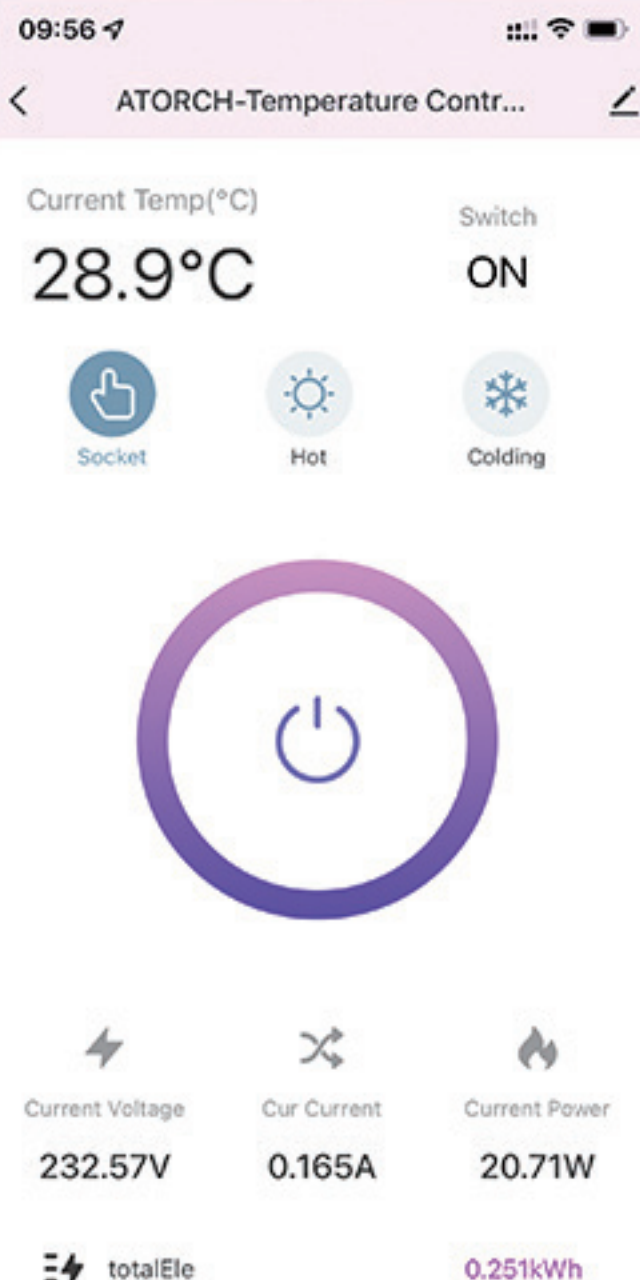 09:56
ATORCH-Temperature Contr...
Current Temp(°C)
Switch
28.9°C
ON
Socket
Hot
Colding
Current Voltage
Cur Current
Current Power
232.57V
0.165A
20.71W
totalEle
0.251kWh